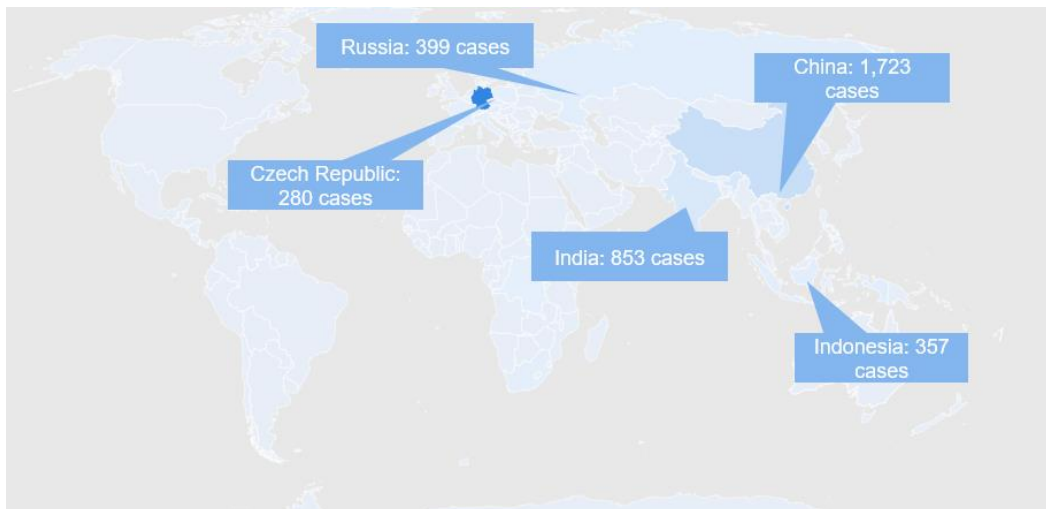 Russia: 399 cases
China: 1,723
cases
Czech Republic:
280 cases
India: 853 cases
Indonesia: 357
cases